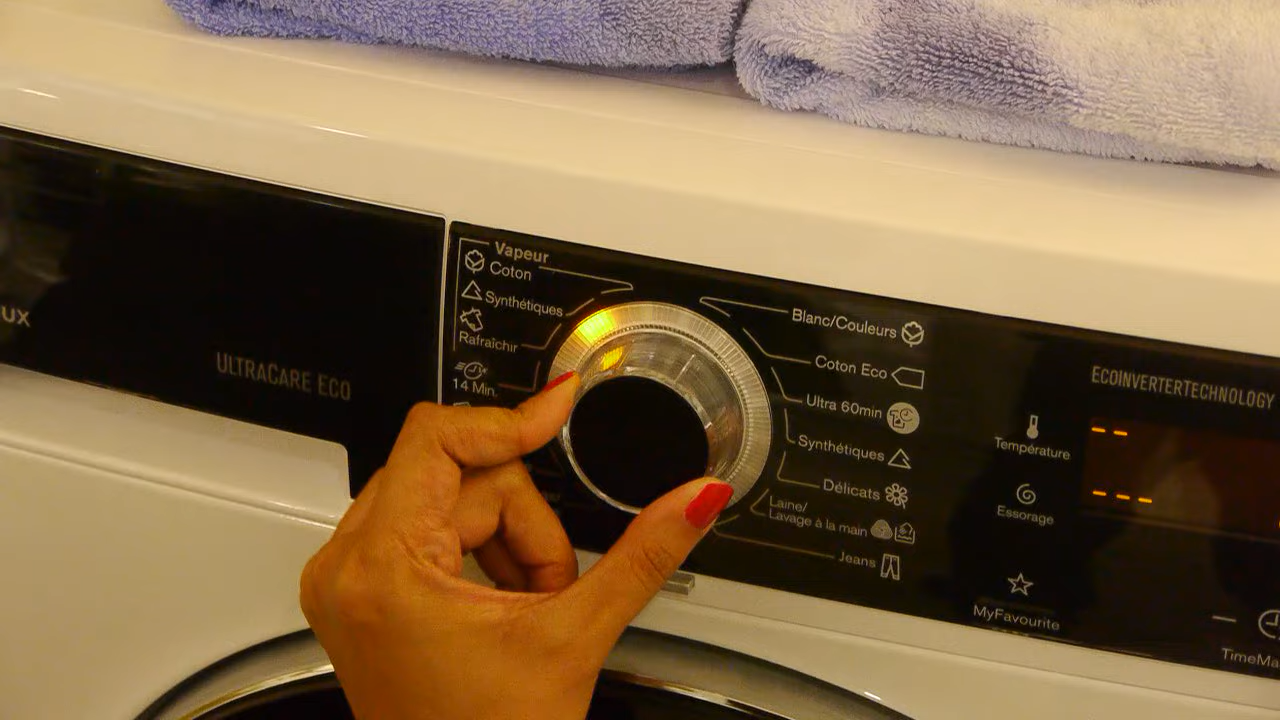 UX
ULTRACARE ECO
Vapeur
Coton
Synthétiques
Rafraîchir
14 Min.
Blanc/Couleurs
Coton Eco
Ultra 60min
Synthétiques
Délicats
Laine/
Lavage à la main
Jeans
Température
Essorage
MyFavourite
ECOINVERTERTECHNOLOGY
-- 
---
TimeMa